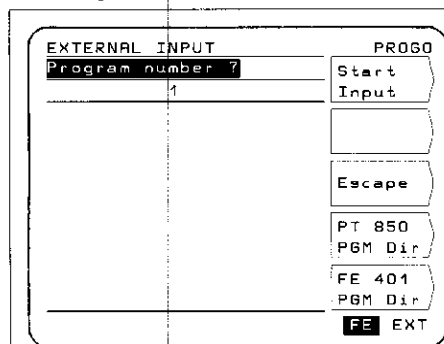 EXTERNAL INPUT PROGO
Program number ?
1
Start
Input
Escape
PT 850
PGM Dir
FE 401
PGM Dir
FE EXT